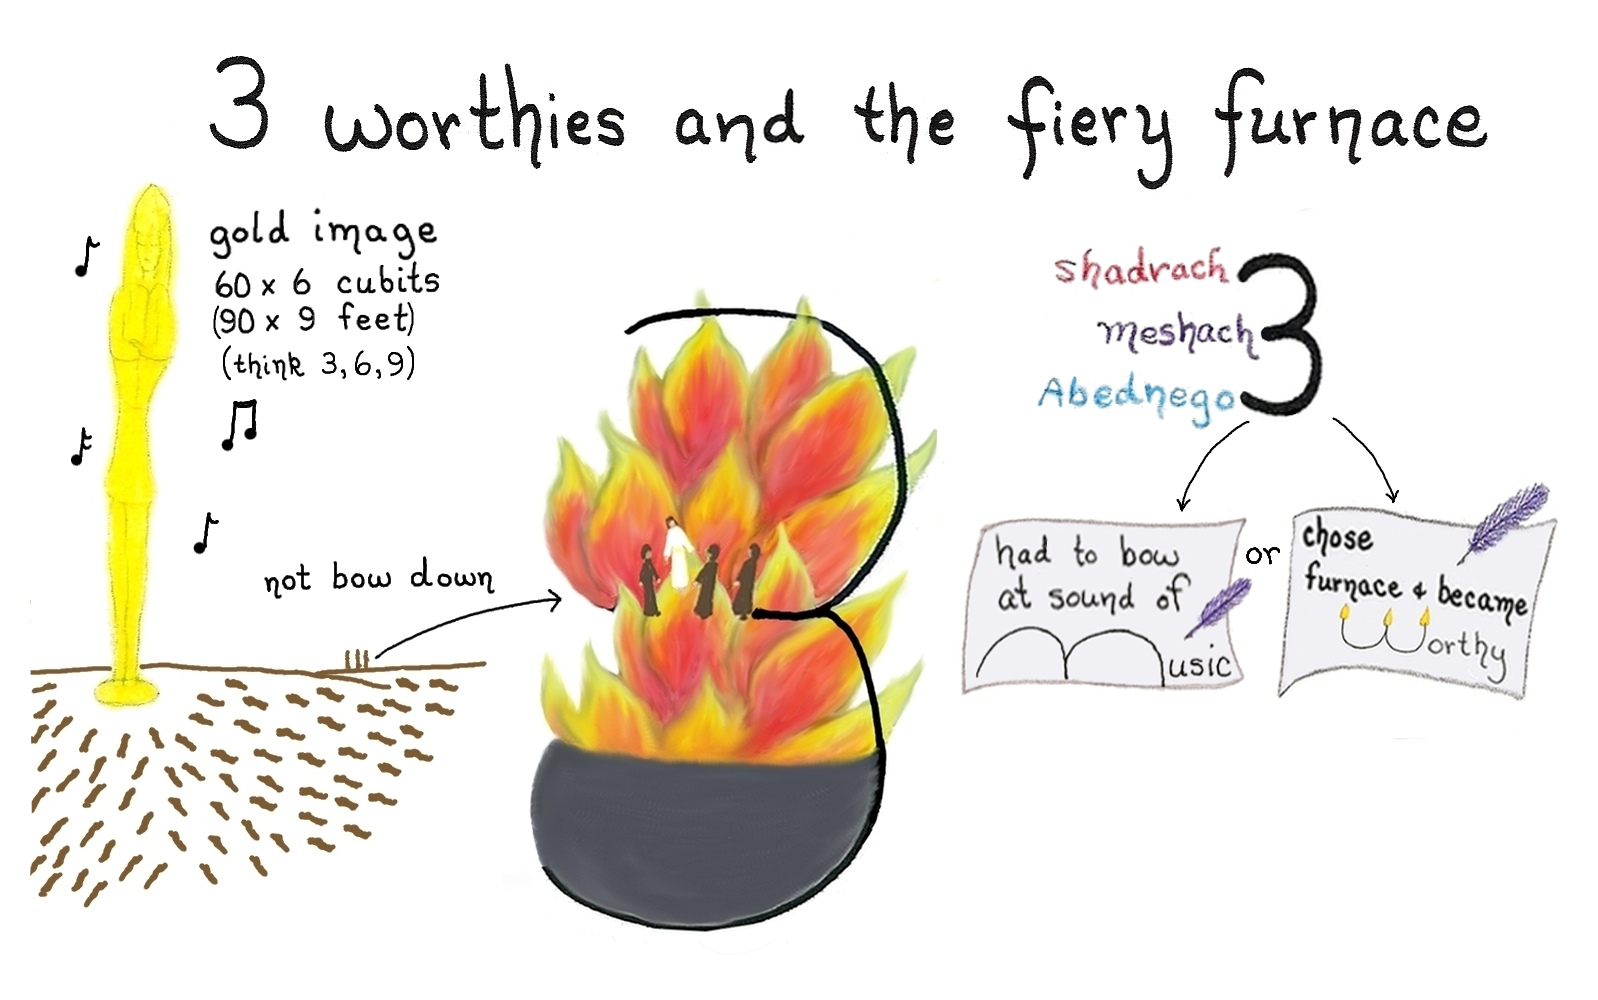 3 worthies and the fiery furnace
gold image
60 x 6 cubits
(90 x 9 feet)
(think 3, 6, 9)
not bow down
shadrach
meshach
Abednego
3
had to bow
at sound of
Music
or
chose
furnace & became
Worthy